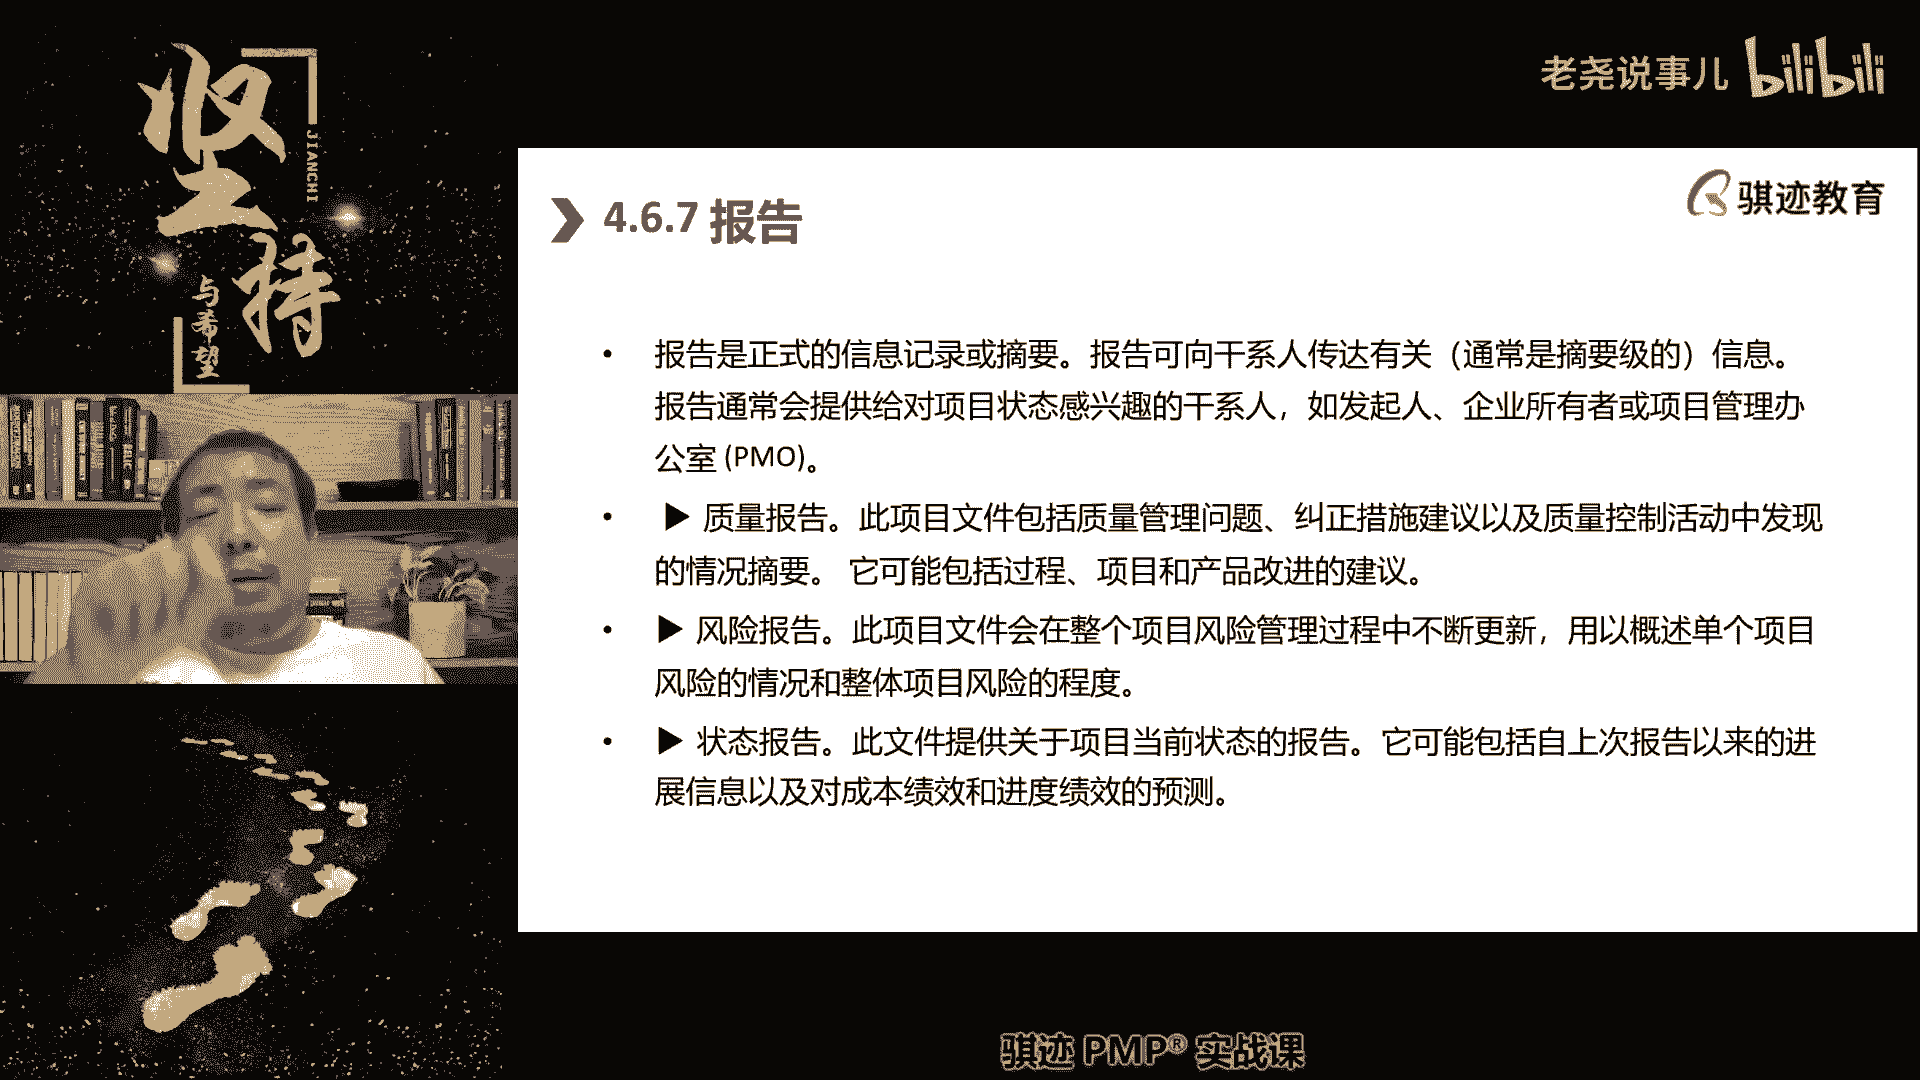 坚持
JIANCHI
与希望
老尧说事儿 bilibili
骐迹教育
4.6.7 报告
• 报告是正式的信息记录或摘要。报告可向干系人传达有关（通常是摘要级的）信息。
报告通常会提供给对项目状态感兴趣的干系人，如发起人、企业所有者或项目管理办
公室 (PMO)。
• ▶ 质量报告。此项目文件包括质量管理问题、纠正措施建议以及质量控制活动中发现
的情况摘要。 它可能包括过程、项目和产品改进的建议。
• ▶ 风险报告。此项目文件会在整个项目风险管理过程中不断更新，用以概述单个项目
风险的情况和整体项目风险的程度。
• ▶ 状态报告。此文件提供关于项目当前状态的报告。它可能包括自上次报告以来的进
展信息以及对成本绩效和进度绩效的预测。
骐迹 PMP® 实战课